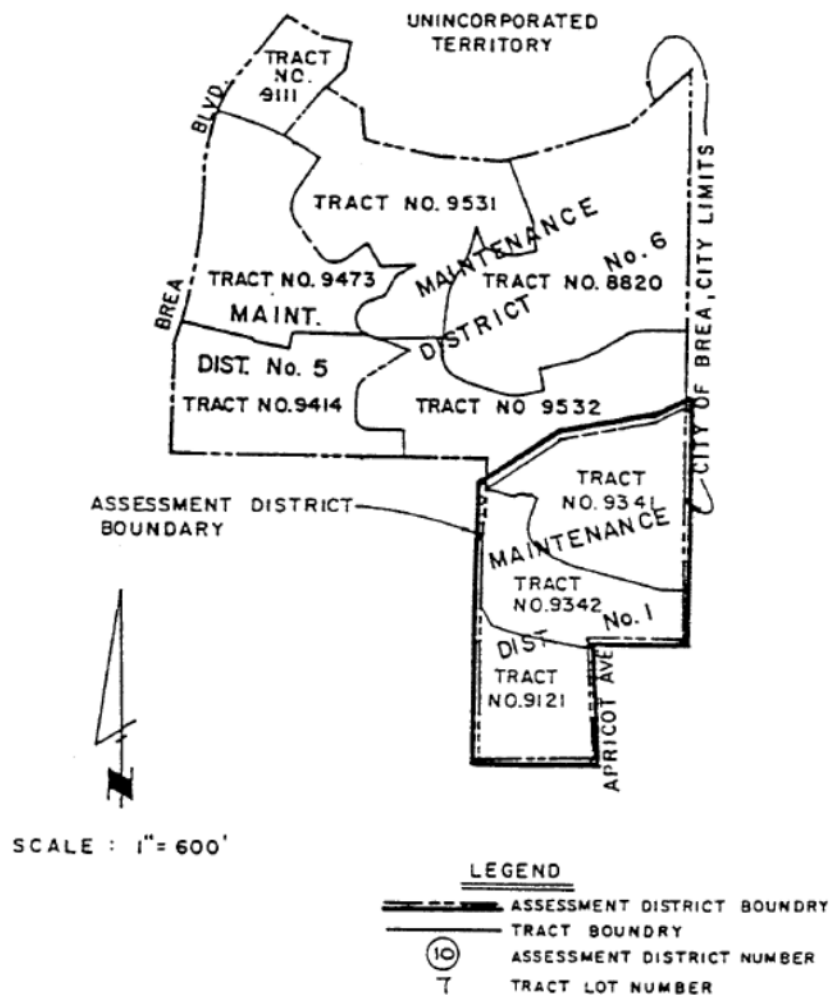 UNINCORPORATED
TERRITORY
TRACT
NO.
9111
BLVD.
BREA
TRACT NO. 9531
MAINTENANCE
DISTRICT
No. 6
TRACT NO. 9473
TRACT NO. 8820
MAINT.
DIST. No. 5
TRACT NO. 9414
TRACT NO 9532
CITY OF BREA, CITY LIMITS
ASSESSMENT DISTRICT
BOUNDARY
TRACT
NO. 9341
MAINTENANCE
TRACT
NO.9342
DIST
No. 1
TRACT
NO.9121
APRICOT AVE
SCALE : 1"= 600'
LEGEND
ASSESSMENT DISTRICT BOUNDRY
TRACT BOUNDRY
10 ASSESSMENT DISTRICT NUMBER
7 TRACT LOT NUMBER